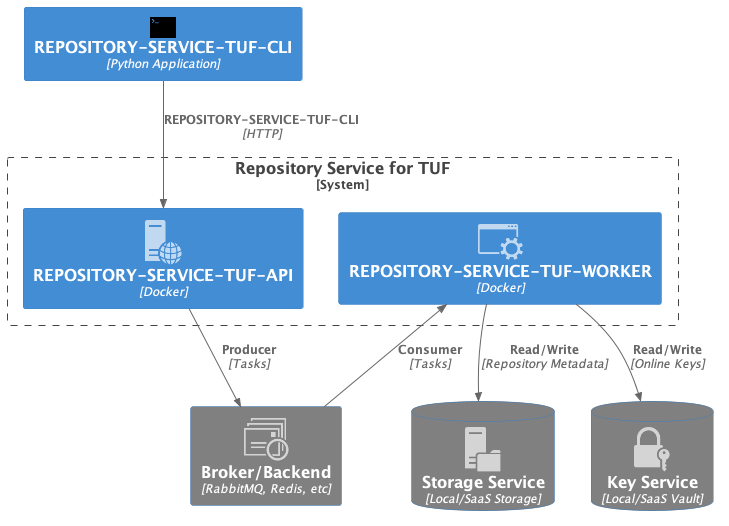 REPOSITORY-SERVICE-TUF-CLI
[Python Application]
REPOSITORY-SERVICE-TUF-CLI
[HTTP]
Repository Service for TUF
[System]
REPOSITORY-SERVICE-TUF-API
[Docker]
REPOSITORY-SERVICE-TUF-WORKER
[Docker]
Producer
[Tasks]
Consumer
[Tasks]
Read/Write
[Repository Metadata]
Read/Write
[Online Keys]
Broker/Backend
[RabbitMQ, Redis, etc]
Storage Service
[Local/SaaS Storage]
Key Service
[Local/SaaS Vault]